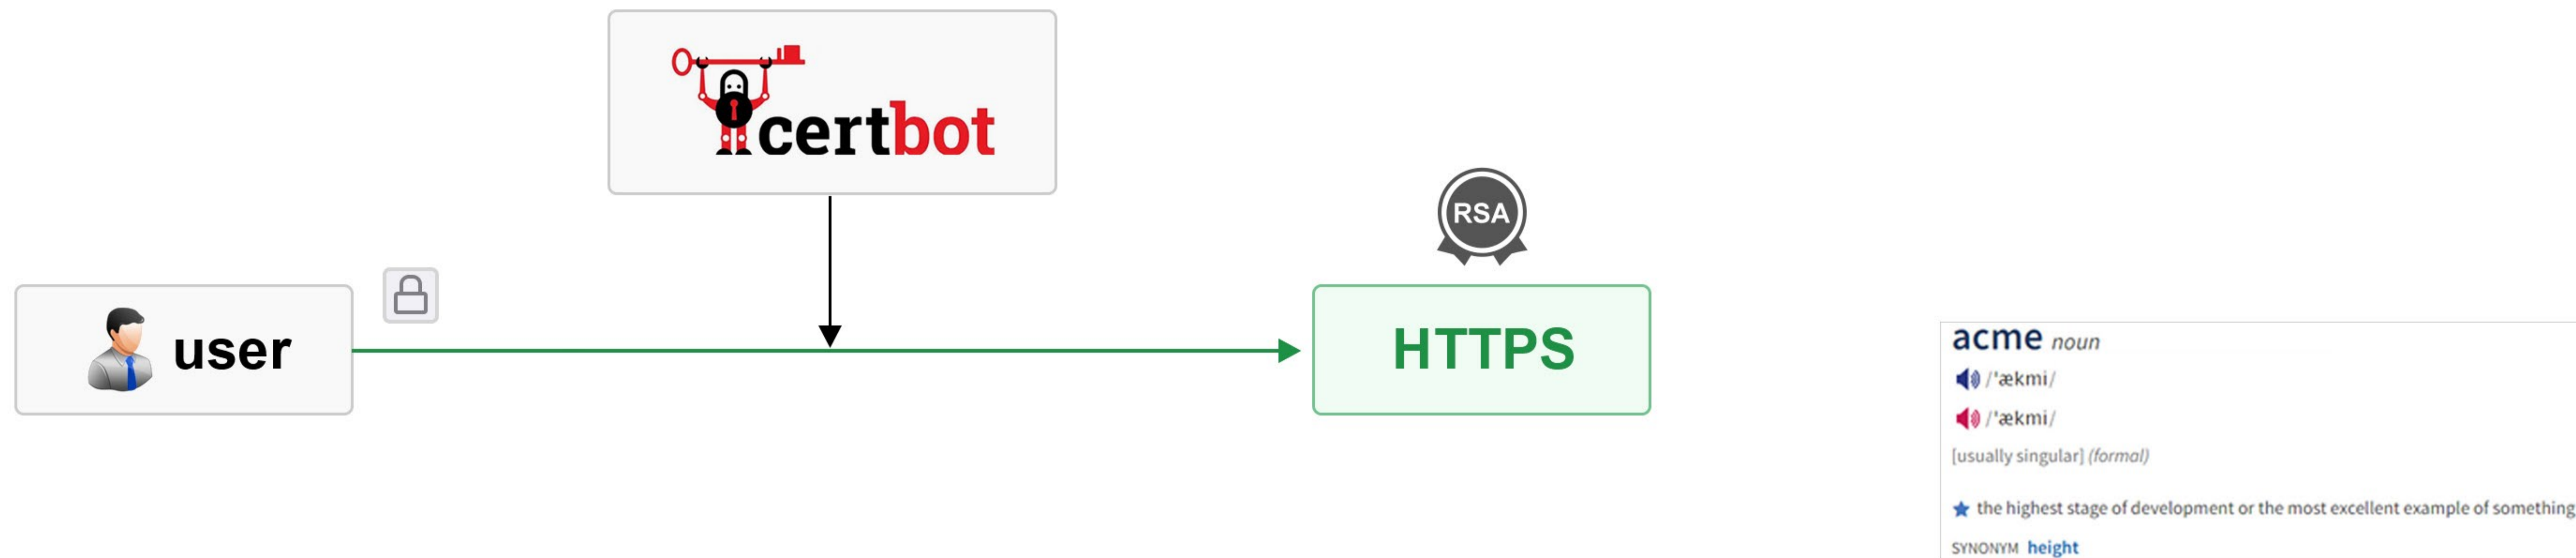 certbot
RSA
user
HTTPS
acme noun
/ˈækmi/
/ˈækmi/
[usually singular] (formal)
the highest stage of development or the most excellent example of something
SYNONYM height